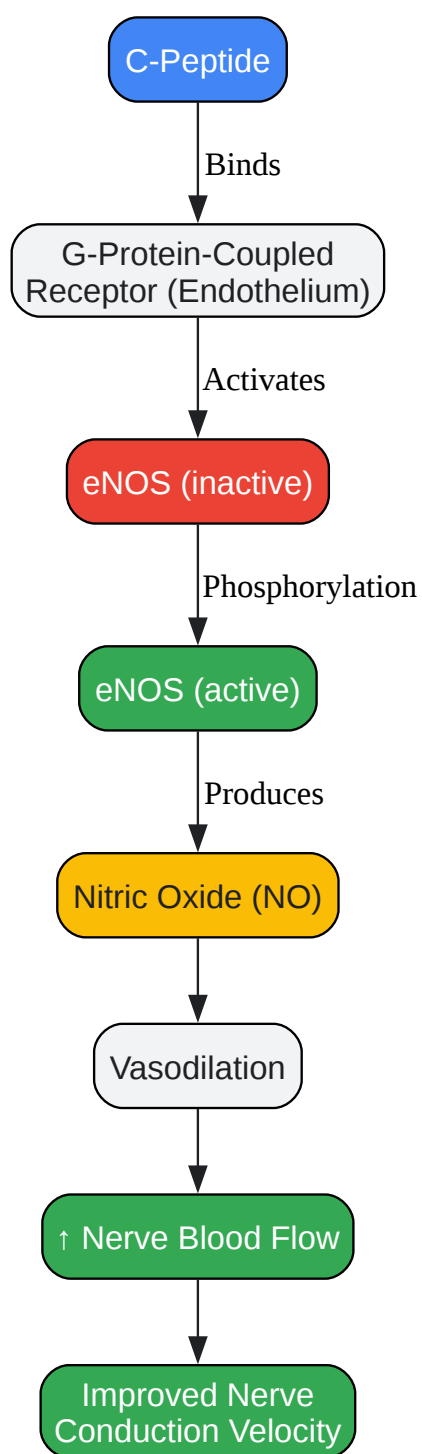 C-Peptide
Binds
G-Protein-Coupled
Receptor (Endothelium)
Activates
eNOS (inactive)
Phosphorylation
eNOS (active)
Produces
Nitric Oxide (NO)
Vasodilation
↑ Nerve Blood Flow
Improved Nerve
Conduction Velocity